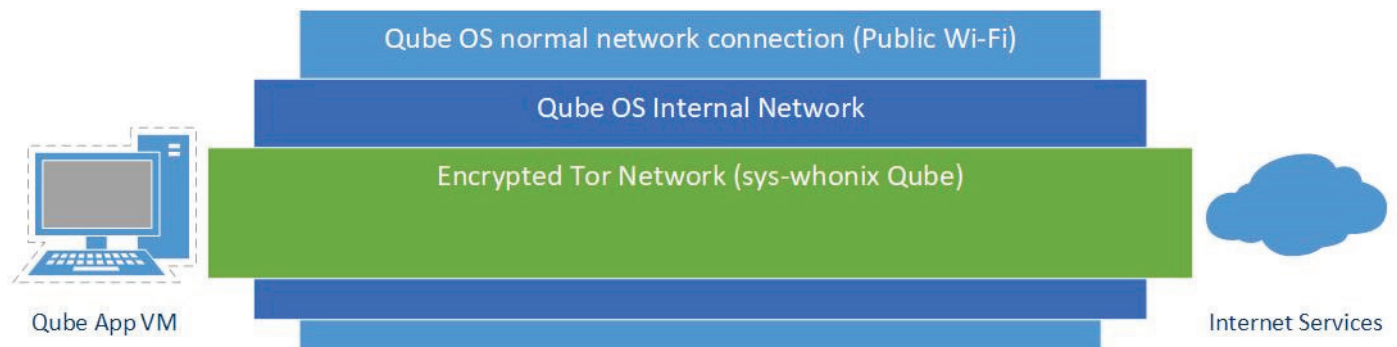 Qube OS normal network connection (Public Wi-Fi)
Qube OS Internal Network
Encrypted Tor Network (sys-whonix Qube)
Qube App VM
Internet Services